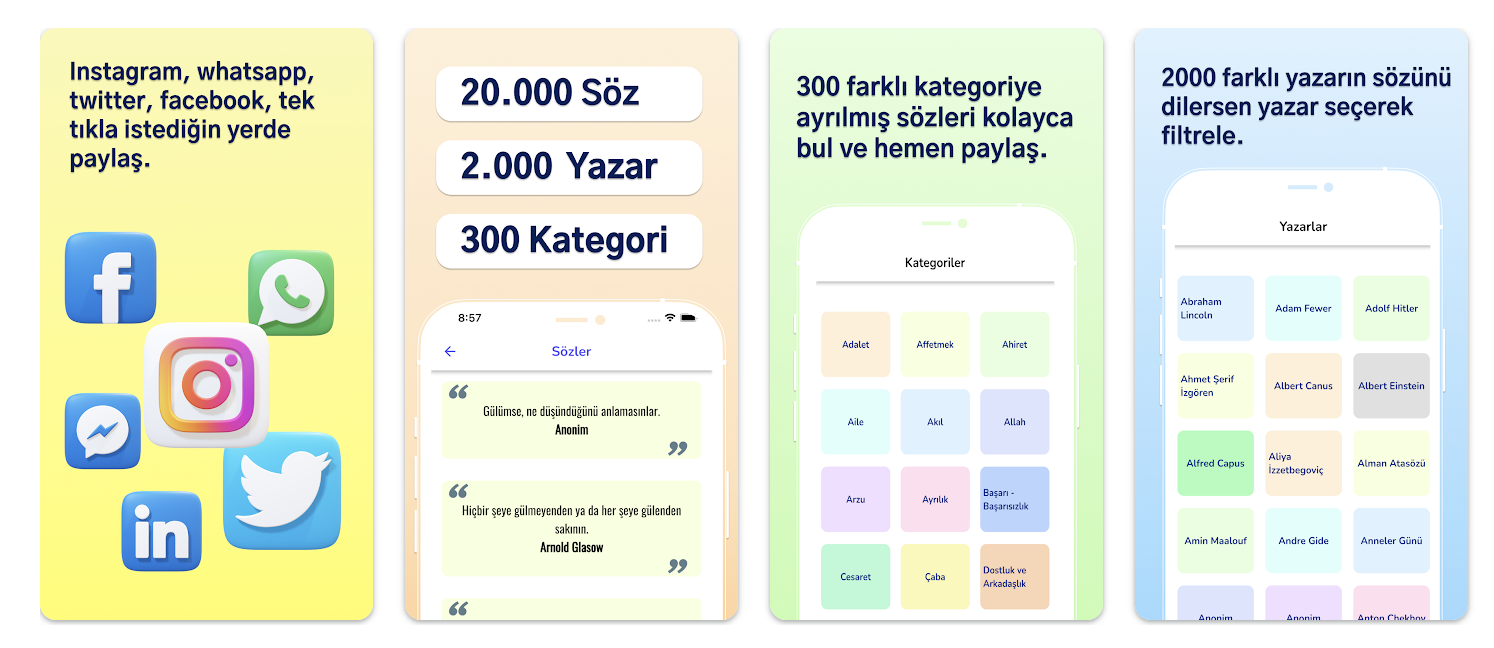 Instagram, whatsapp,
twitter, facebook, tek
tıkla istediğin yerde
paylaş.
f
in
20.000 Söz
2.000 Yazar
300 Kategori
8:57
Sözler
“
Gülümse, ne düşündüğünü anlamasınlar.
Anonim
”
“
Hiçbir şeye gülmeyenden ya da her şeye gülenden
sakının.
Arnold Glasow
”
“
300 farklı kategoriye
ayrılmış sözleri kolayca
bul ve hemen paylaş.
Kategoriler
Adalet
Affetmek
Ahiret
Aile
Akıl
Allah
Arzu
Ayrılık
Başarı -
Başarısızlık
Cesaret
Çaba
Dostluk ve
Arkadaşlık
2000 farklı yazarın sözünü
dilersen yazar seçerek
filtrele.
Yazarlar
Abraham
Lincoln
Adam Fewer
Adolf Hitler
Ahmet Şerif
İzgören
Albert Canus
Albert Einstein
Alfred Capus
Aliya
İzzetbegoviç
Alman Atasözü
Amin Maalouf
Andre Gide
Anneler Günü
Anonim
Anonim
Anton Chekhov